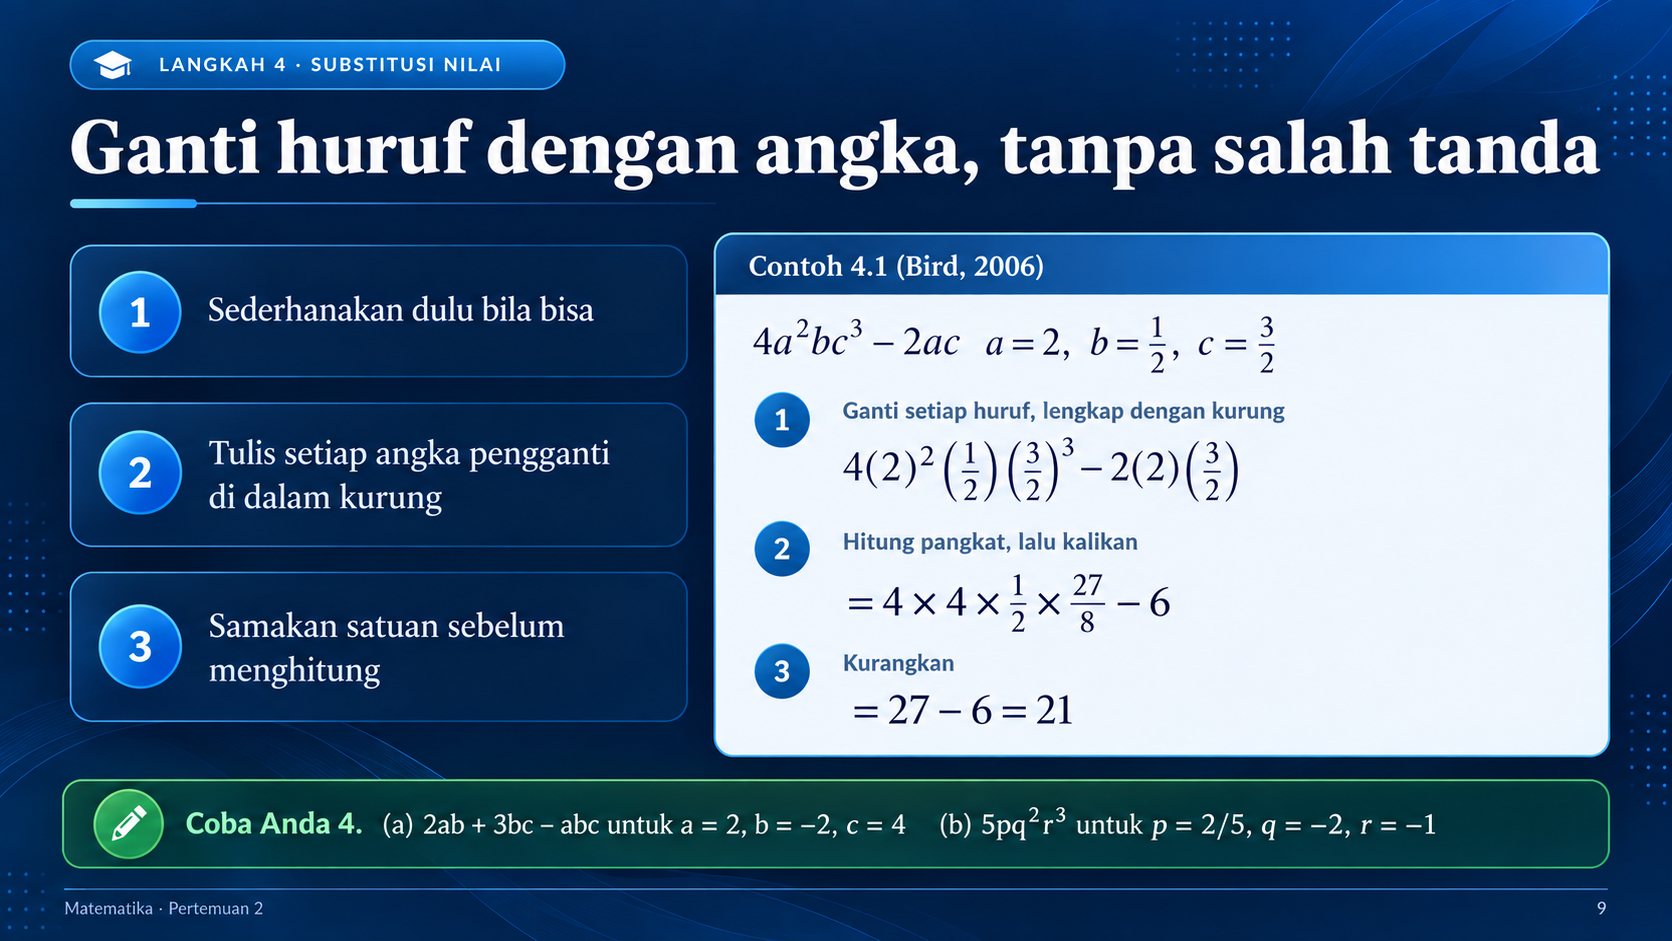 LANGKAH 4 · SUBSTITUSI NILAI
Ganti huruf dengan angka, tanpa salah tanda
1 Sederhanakan dulu bila bisa
2 Tulis setiap angka pengganti
di dalam kurung
3 Samakan satuan sebelum
menghitung
Contoh 4.1 (Bird, 2006)
4a²bc³ − 2ac a = 2, b = 1/2, c = 3/2
1 Ganti setiap huruf, lengkap dengan kurung
4(2)²(1/2)(3/2)³ − 2(2)(3/2)
2 Hitung pangkat, lalu kalikan
= 4 × 4 × 1/2 × 27/8 − 6
3 Kurangkan
= 27 − 6 = 21
Coba Anda 4. (a) 2ab + 3bc − abc untuk a = 2, b = −2, c = 4 (b) 5pq²r³ untuk p = 2/5, q = −2, r = −1
Matematika · Pertemuan 2
9